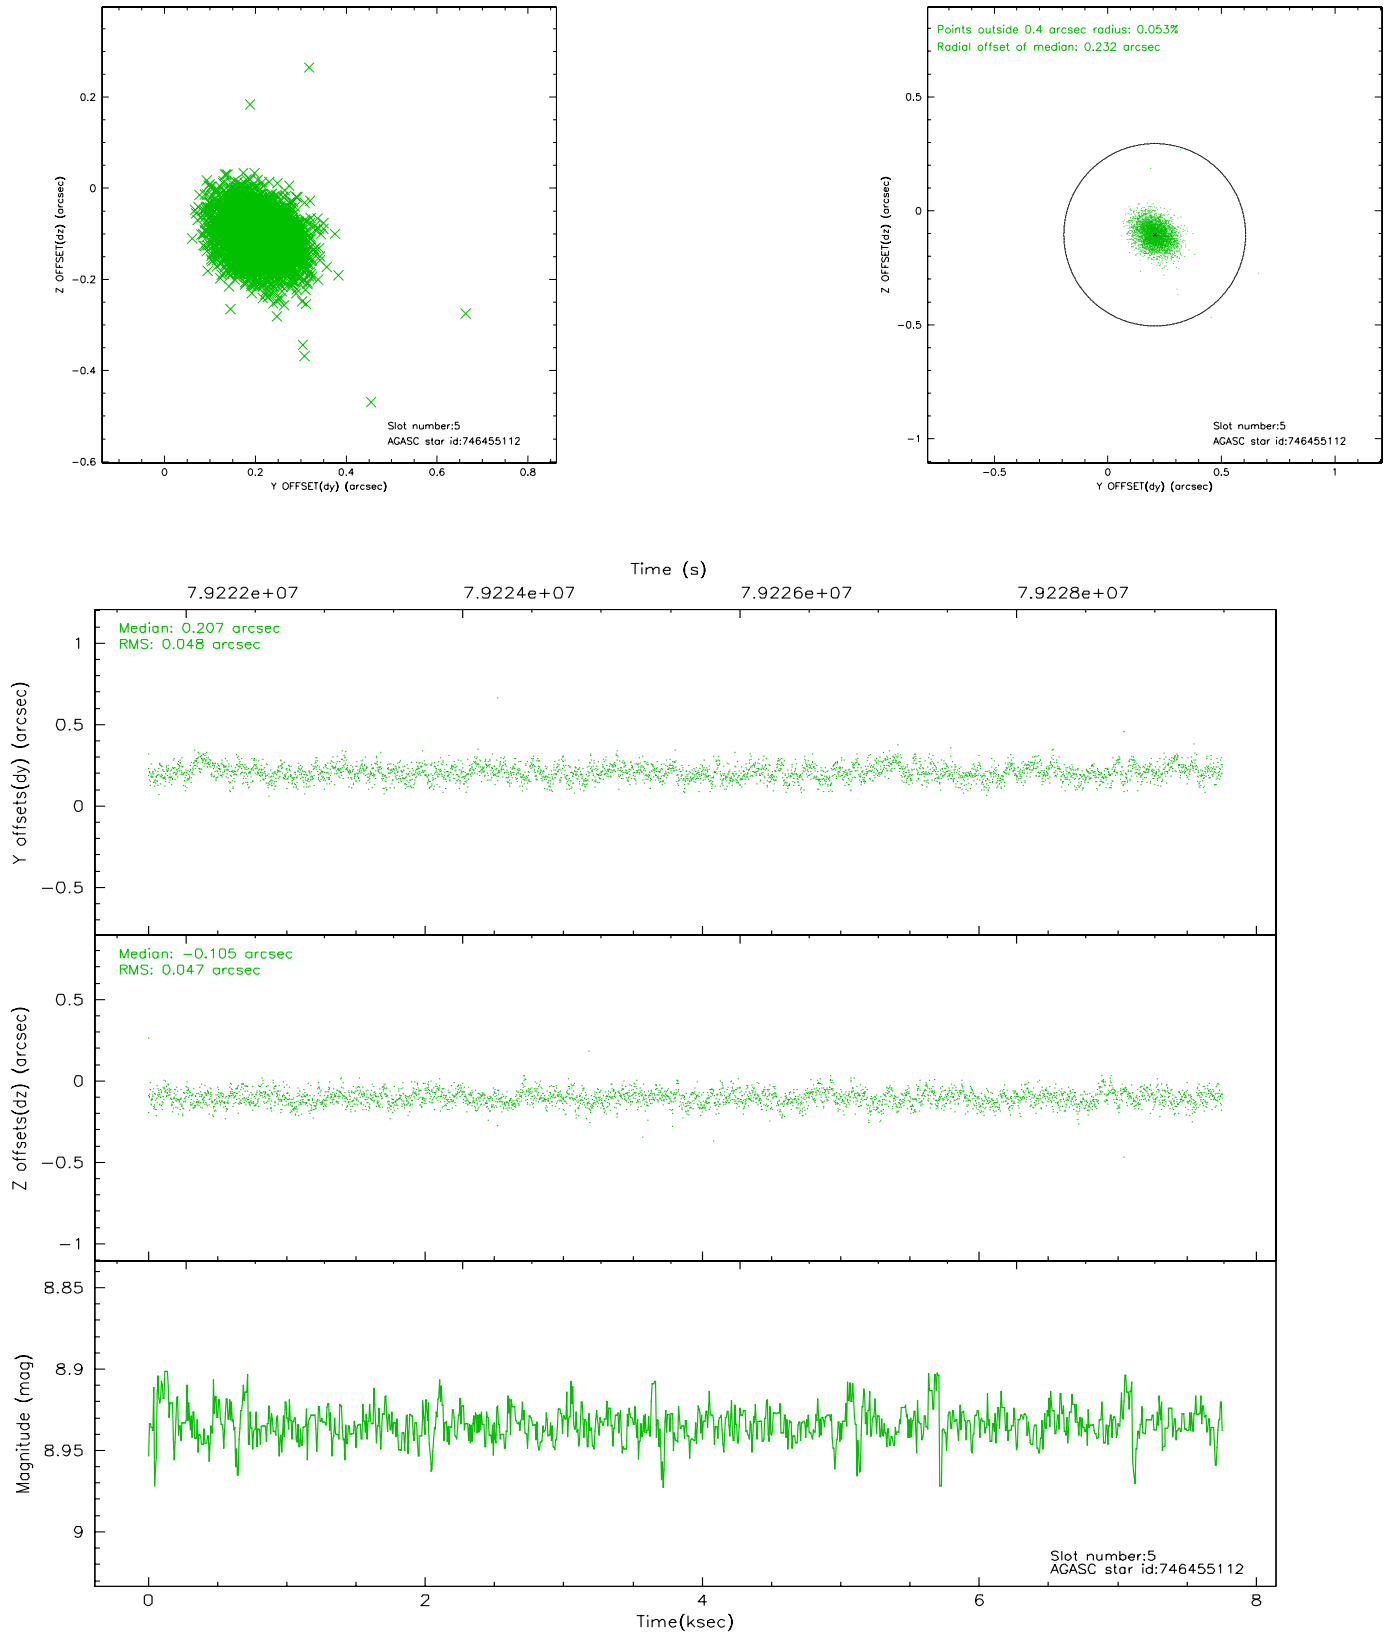 0.2
0
−0.2
−0.4
−0.6
Z OFFSET(dz) (arcsec)
Slot number:5
AGASC star id:746455112
0
0.2
0.4
0.6
0.8
Y OFFSET(dy) (arcsec)
Points outside 0.4 arcsec radius: 0.053%
Radial offset of median: 0.232 arcsec
0.5
0
−0.5
−1
Z OFFSET(dz) (arcsec)
Slot number:5
AGASC star id:746455112
−0.5
0
0.5
1
Y OFFSET(dy) (arcsec)
Time (s)
7.9222e+07
7.9224e+07
7.9226e+07
7.9228e+07
Median: 0.207 arcsec
RMS: 0.048 arcsec
1
0.5
0
−0.5
Y offsets(dy) (arcsec)
Median: −0.105 arcsec
RMS: 0.047 arcsec
0.5
0
−0.5
−1
Z offsets(dz) (arcsec)
8.85
8.9
8.95
9
Magnitude (mag)
Slot number:5
AGASC star id:746455112
0
2
4
6
8
Time(ksec)